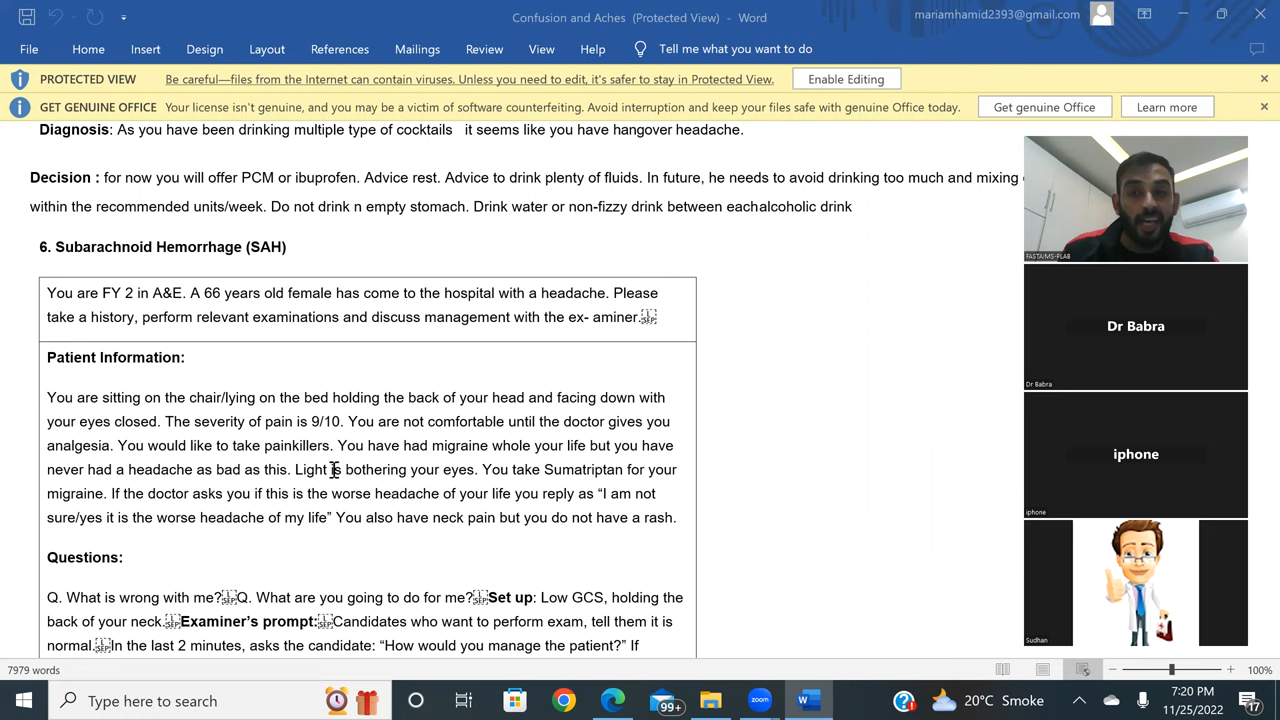 Confusion and Aches (Protected View) - Word
mariamhamid2393@gmail.com
File Home Insert Design Layout References Mailings Review View Help Tell me what you want to do
PROTECTED VIEW Be careful—files from the Internet can contain viruses. Unless you need to edit, it's safer to stay in Protected View. Enable Editing
GET GENUINE OFFICE Your license isn't genuine, and you may be a victim of software counterfeiting. Avoid interruption and keep your files safe with genuine Office today. Get genuine Office Learn more
Diagnosis: As you have been drinking multiple type of cocktails it seems like you have hangover headache.
Decision : for now you will offer PCM or ibuprofen. Advice rest. Advice to drink plenty of fluids. In future, he needs to avoid drinking too much and mixing
within the recommended units/week. Do not drink n empty stomach. Drink water or non-fizzy drink between each alcoholic drink
6. Subarachnoid Hemorrhage (SAH)
You are FY 2 in A&E. A 66 years old female has come to the hospital with a headache. Please
take a history, perform relevant examinations and discuss management with the ex- aminer.
Patient Information:
You are sitting on the chair/lying on the bed holding the back of your head and facing down with
your eyes closed. The severity of pain is 9/10. You are not comfortable until the doctor gives you
analgesia. You would like to take painkillers. You have had migraine whole your life but you have
never had a headache as bad as this. Light is bothering your eyes. You take Sumatriptan for your
migraine. If the doctor asks you if this is the worse headache of your life you reply as “I am not
sure/yes it is the worse headache of my life” You also have neck pain but you do not have a rash.
Questions:
Q. What is wrong with me? Q. What are you going to do for me? Set up: Low GCS, holding the
back of your neck. Examiner's prompt: Candidates who want to perform exam, tell them it is
normal. In the last 2 minutes, asks the candidate: “How would you manage the patient?” If
FASTAIMS-PLAB
Dr Babra
Dr Babra
iphone
iphone
Sudhan
7979 words
100%
Type here to search
99+
zoom
20°C Smoke
7:20 PM
11/25/2022
17